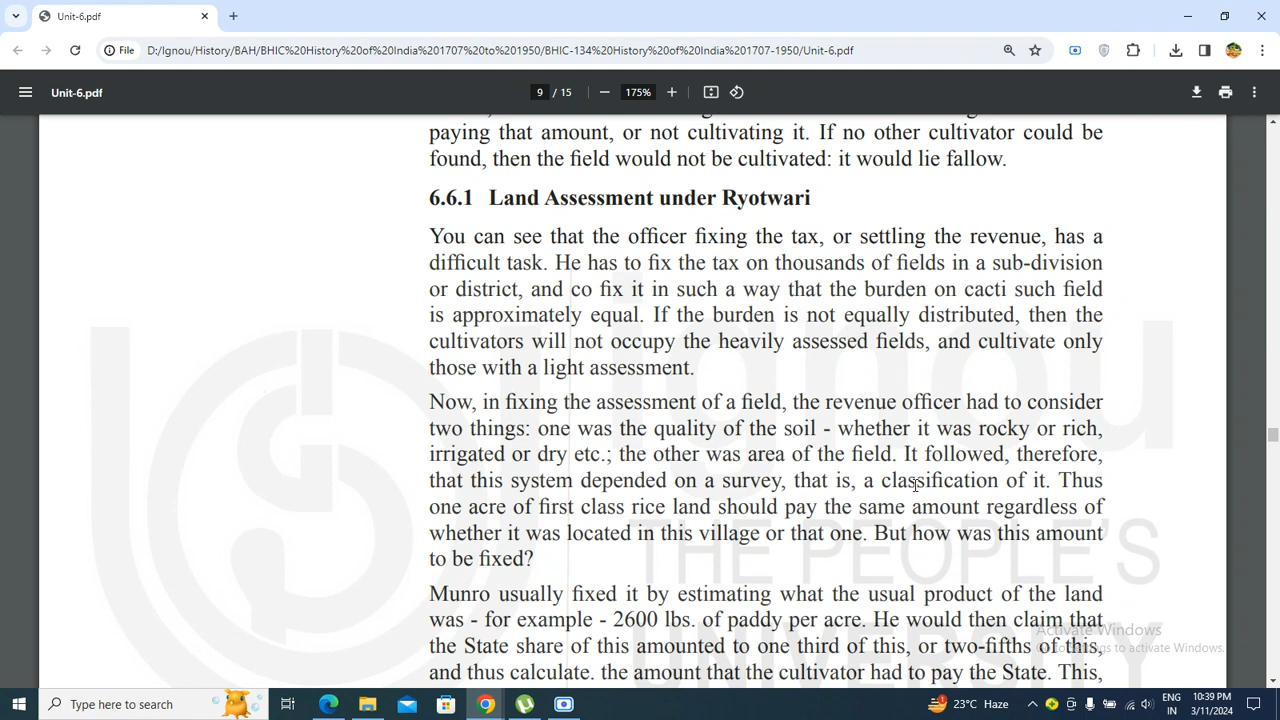 Unit-6.pdf
File
D:/Ignou/History/BAH/BHIC%20History%20of%20India%201707%20to%201950/BHIC-134%20History%20of%20India%201707-1950/Unit-6.pdf
Unit-6.pdf
9 / 15
175%
paying that amount, or not cultivating it. If no other cultivator could be
found, then the field would not be cultivated: it would lie fallow.
6.6.1 Land Assessment under Ryotwari
You can see that the officer fixing the tax, or settling the revenue, has a
difficult task. He has to fix the tax on thousands of fields in a sub-division
or district, and co fix it in such a way that the burden on cacti such field
is approximately equal. If the burden is not equally distributed, then the
cultivators will not occupy the heavily assessed fields, and cultivate only
those with a light assessment.
Now, in fixing the assessment of a field, the revenue officer had to consider
two things: one was the quality of the soil - whether it was rocky or rich,
irrigated or dry etc.; the other was area of the field. It followed, therefore,
that this system depended on a survey, that is, a classification of it. Thus
one acre of first class rice land should pay the same amount regardless of
whether it was located in this village or that one. But how was this amount
to be fixed?
Munro usually fixed it by estimating what the usual product of the land
was - for example - 2600 lbs. of paddy per acre. He would then claim that
the State share of this amounted to one third of this, or two-fifths of this,
and thus calculate. the amount that the cultivator had to pay the State. This,
ignou
THE PEOPLE'S
UNIVERSITY
Activate Windows
Go to Settings to activate Windows.
Type here to search
23°C Haze
ENG
IN
10:39 PM
3/11/2024